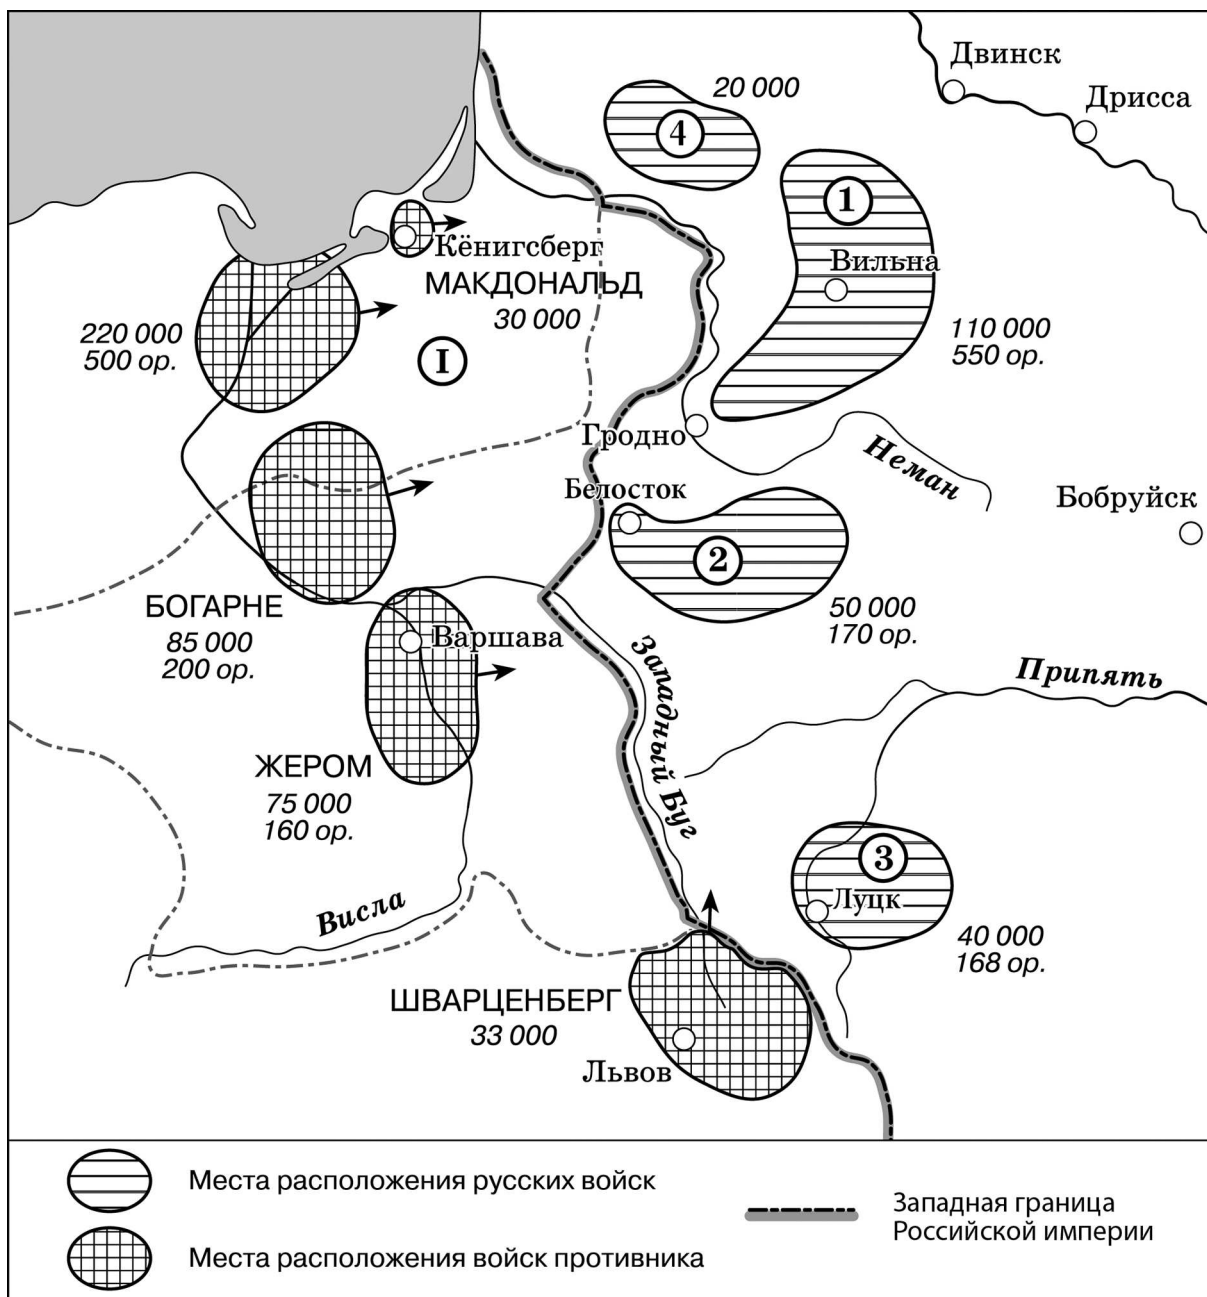 Двинск
20 000
Дрисса
4
1
Кёнигсберг
МАКДОНАЛЬД
30 000
Вильна
220 000
500 ор.
I
110 000
550 ор.
Гродно
Неман
Белосток
Бобруйск
2
БОГАРНЕ
85 000
200 ор.
Варшава
50 000
170 ор.
Западный Буг
Припять
ЖЕРОМ
75 000
160 ор.
3
Луцк
Висла
40 000
168 ор.
ШВАРЦЕНБЕРГ
33 000
Львов
Места расположения русских войск
Места расположения войск противника
Западная граница
Российской империи